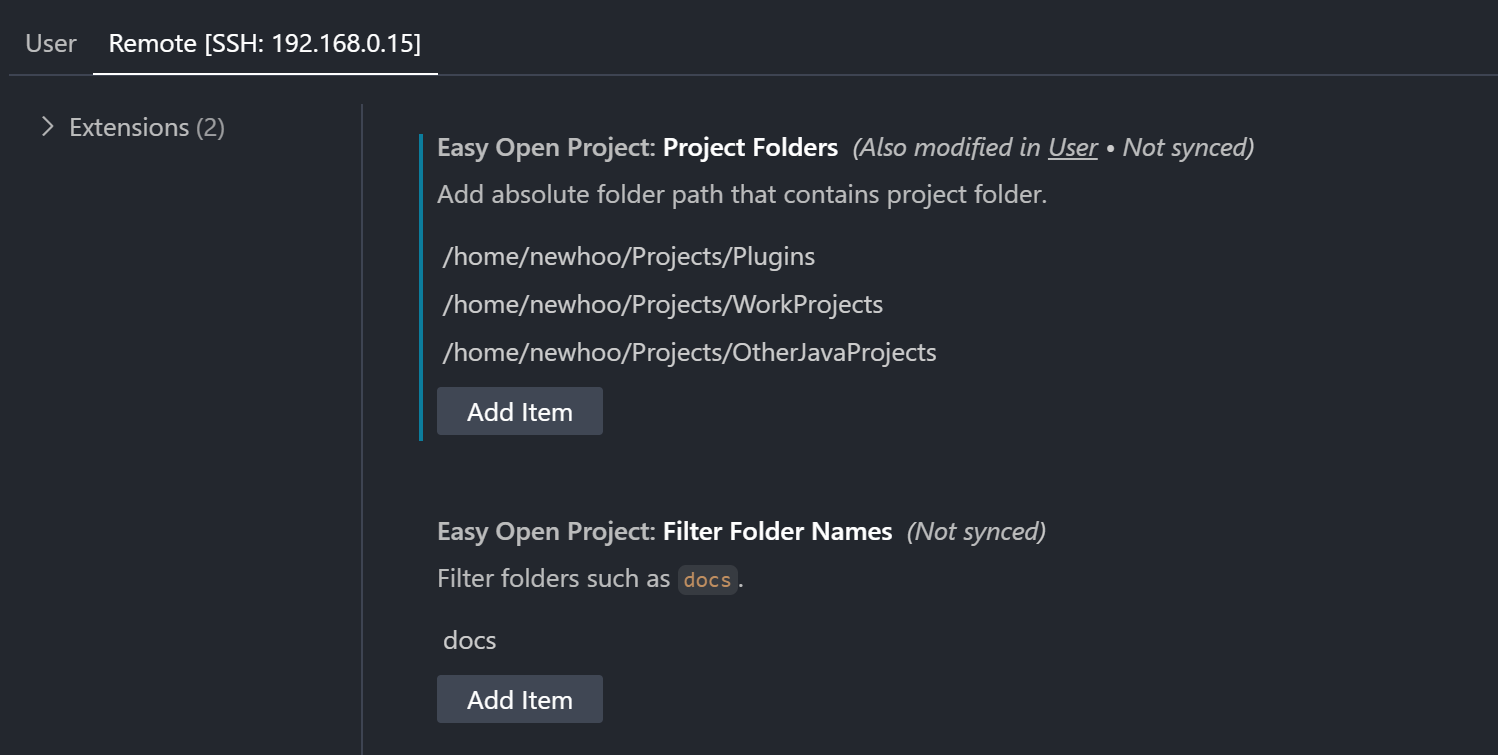 User Remote [SSH: 192.168.0.15]
Extensions (2)
Easy Open Project: Project Folders (Also modified in User • Not synced)
Add absolute folder path that contains project folder.
/home/newhoo/Projects/Plugins
/home/newhoo/Projects/WorkProjects
/home/newhoo/Projects/OtherJavaProjects
Add Item
Easy Open Project: Filter Folder Names (Not synced)
Filter folders such as docs.
docs
Add Item